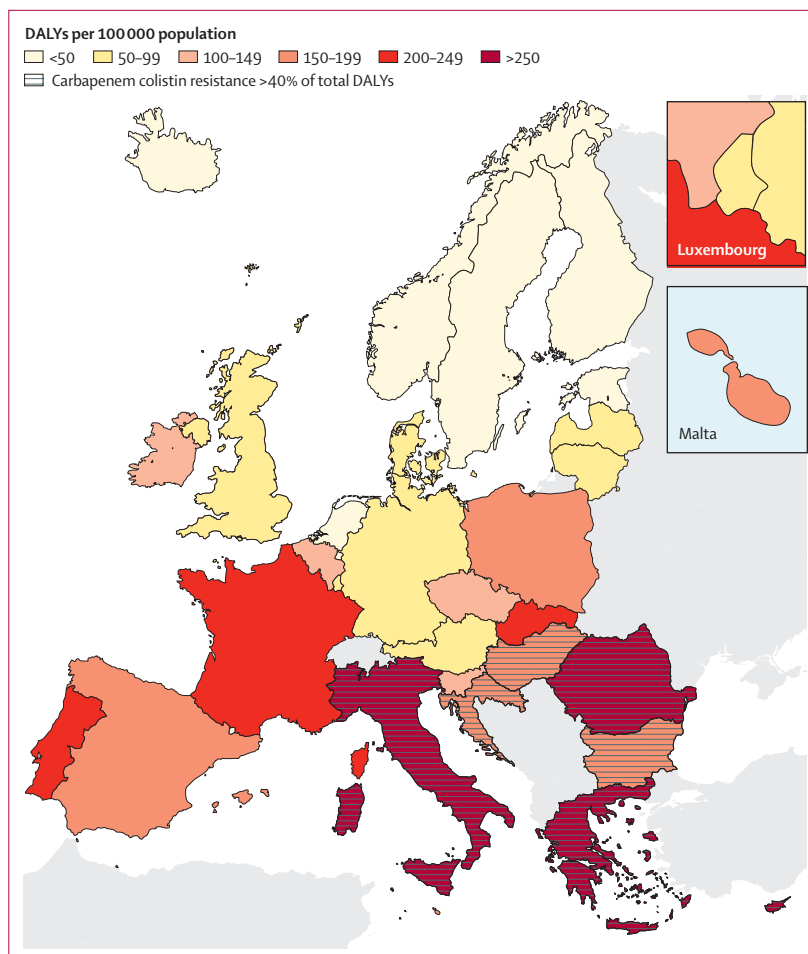 DALYs per 100 000 population
<50 50–99 100–149 150–199 200–249 >250
Carbapenem colistin resistance >40% of total DALYs
Luxembourg
Malta